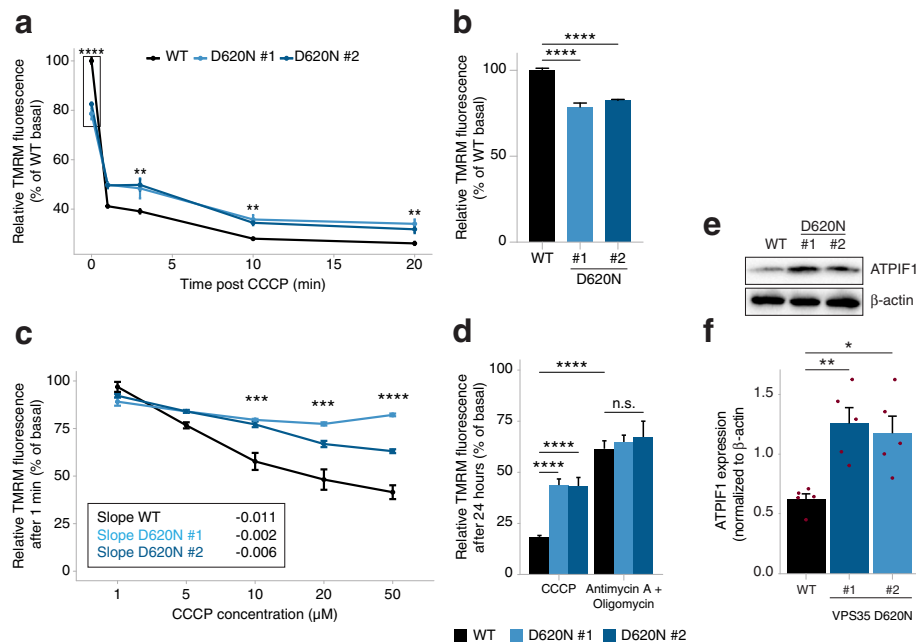 a
WT D620N #1 D620N #2
Relative TMRM fluorescence
(% of WT basal)
100
80
60
40
****
**
**
**
0
5
10
15
20
Time post CCCP (min)
b
Relative TMRM fluorescence
(% of WT basal)
100
75
50
25
0
****
****
WT
#1
#2
D620N
c
Relative TMRM fluorescence
after 1 min (% of basal)
100
75
50
25
0
***
***
****
Slope WT -0.011
Slope D620N #1 -0.002
Slope D620N #2 -0.006
1
5
10
20
50
CCCP concentration (µM)
d
Relative TMRM fluorescence
after 24 hours (% of basal)
100
75
50
25
0
****
n.s.
****
****
CCCP
Antimycin A +
Oligomycin
WT D620N #1 D620N #2
e
D620N
WT #1 #2
ATPIF1
β-actin
f
ATPIF1 expression
(normalized to β-actin)
1.5
1.0
0.5
0.0
*
**
WT
#1
#2
VPS35 D620N